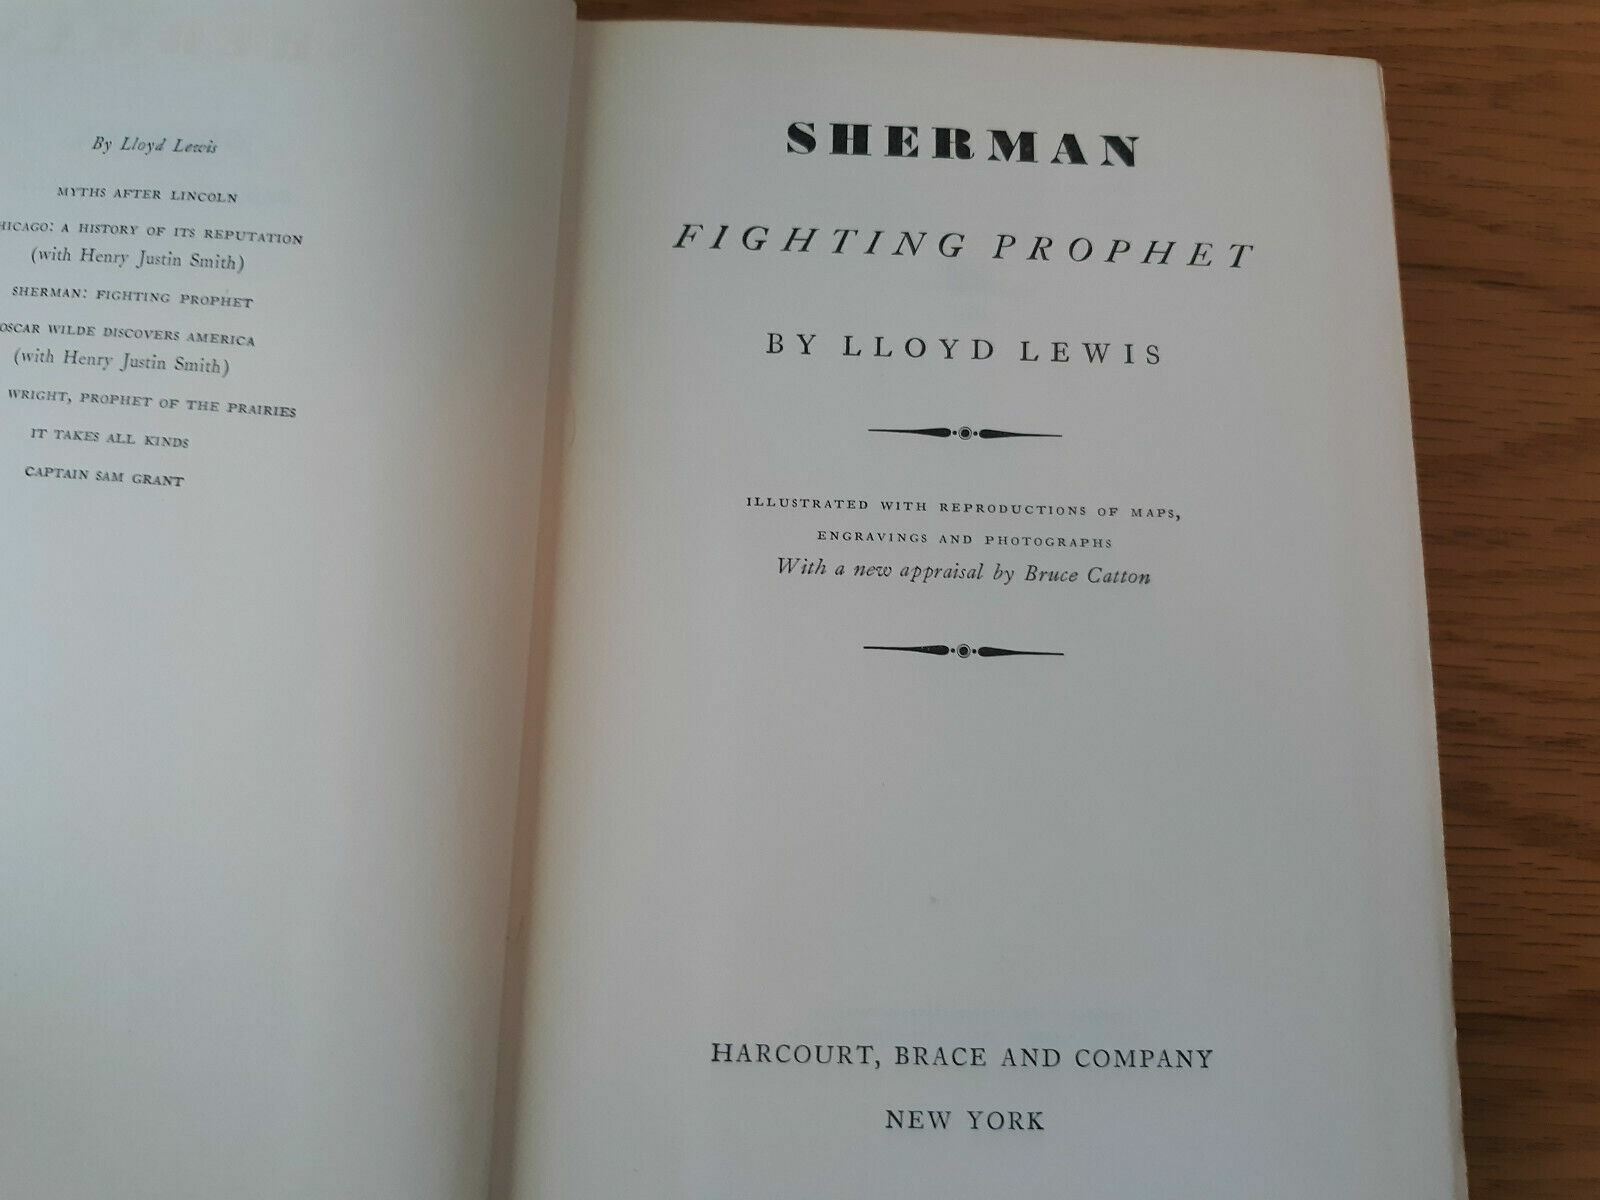 By Lloyd Lewis
MYTHS AFTER LINCOLN
HICAGO: A HISTORY OF ITS REPUTATION
(with Henry Justin Smith)
SHERMAN: FIGHTING PROPHET
OSCAR WILDE DISCOVERS AMERICA
(with Henry Justin Smith)
WRIGHT, PROPHET OF THE PRAIRIES
IT TAKES ALL KINDS
CAPTAIN SAM GRANT
SHERMAN
FIGHTING PROPHET
BY LLOYD LEWIS
ILLUSTRATED WITH REPRODUCTIONS OF MAPS,
ENGRAVINGS AND PHOTOGRAPHS
With a new appraisal by Bruce Catton
HARCOURT, BRACE AND COMPANY
NEW YORK